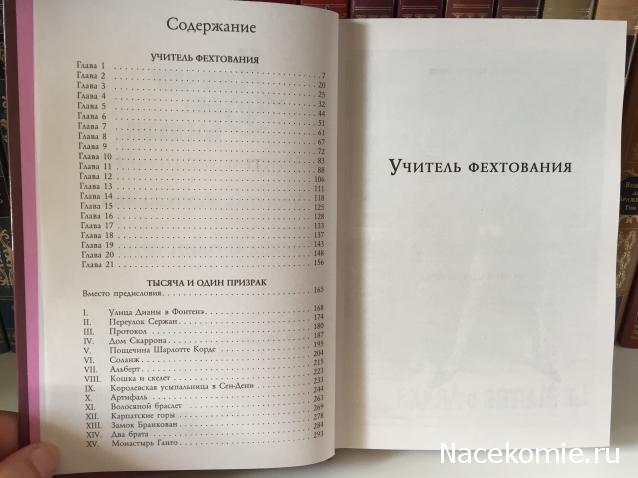 Содержание
УЧИТЕЛЬ ФЕХТОВАНИЯ
Глава 1 . . . 7
Глава 2 . . . 20
Глава 3 . . . 25
Глава 4 . . . 32
Глава 5 . . . 44
Глава 6 . . . 51
Глава 7 . . . 61
Глава 8 . . . 67
Глава 9 . . . 72
Глава 10 . . . 83
Глава 11 . . . 88
Глава 12 . . . 106
Глава 13 . . . 111
Глава 14 . . . 118
Глава 15 . . . 125
Глава 16 . . . 128
Глава 17 . . . 133
Глава 18 . . . 137
Глава 19 . . . 143
Глава 20 . . . 148
Глава 21 . . . 156
ТЫСЯЧА И ОДИН ПРИЗРАК
Вместо предисловия . . . 165
I. Улица Дианы в Фонтенэ . . . 168
II. Переулок Сержан . . . 174
III. Протокол . . . 180
IV. Дом Скаррона . . . 187
V. Пощечина Шарлотте Корде . . . 195
VI. Соланж . . . 204
VII. Альберт . . . 215
VIII. Кошка и скелет . . . 223
IX. Королевская усыпальница в Сен-Дени . . . 233
X. Артифаль . . . 244
XI. Волосяной браслет . . . 263
XII. Карпатские горы . . . 269
XIII. Замок Бранкован . . . 278
XIV. Два брата . . . 284
XV. Монастырь Ганго . . . 293
УЧИТЕЛЬ ФЕХТОВАНИЯ
Nacekomie.ru